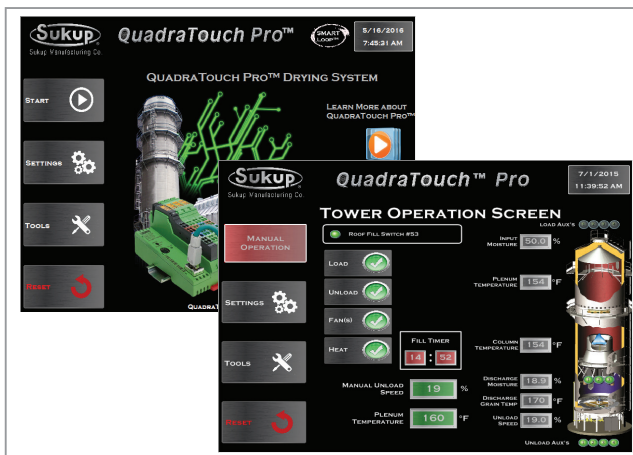 Sukup®
Sukup Manufacturing Co.
QuadraTouch Pro™
SMART
LOOP™
5/16/2016
7:45:31 AM
QuadraTouch Pro™ Drying System
Start
Settings
Tools
Reset
Learn More about
QuadraTouch Pro™
Sukup®
Sukup Manufacturing Co.
QuadraTouch™ Pro
7/1/2015
11:39:52 AM
Tower Operation Screen
Manual
Operation
Settings
Tools
Reset
Roof Fill Switch #53
Load
Unload
Fan(s)
Heat
Fill Timer
14 : 52
Manual Unload
Speed 19 %
Plenum
Temperature 160 °F
Load Aux's
Input
Moisture 50.0 %
Plenum
Temperature 154 °F
Column
Temperature 154 °F
Discharge
Moisture 18.9 %
Discharge
Grain Temp 170 °F
Unload
Speed 19.0 %
Unload Aux's